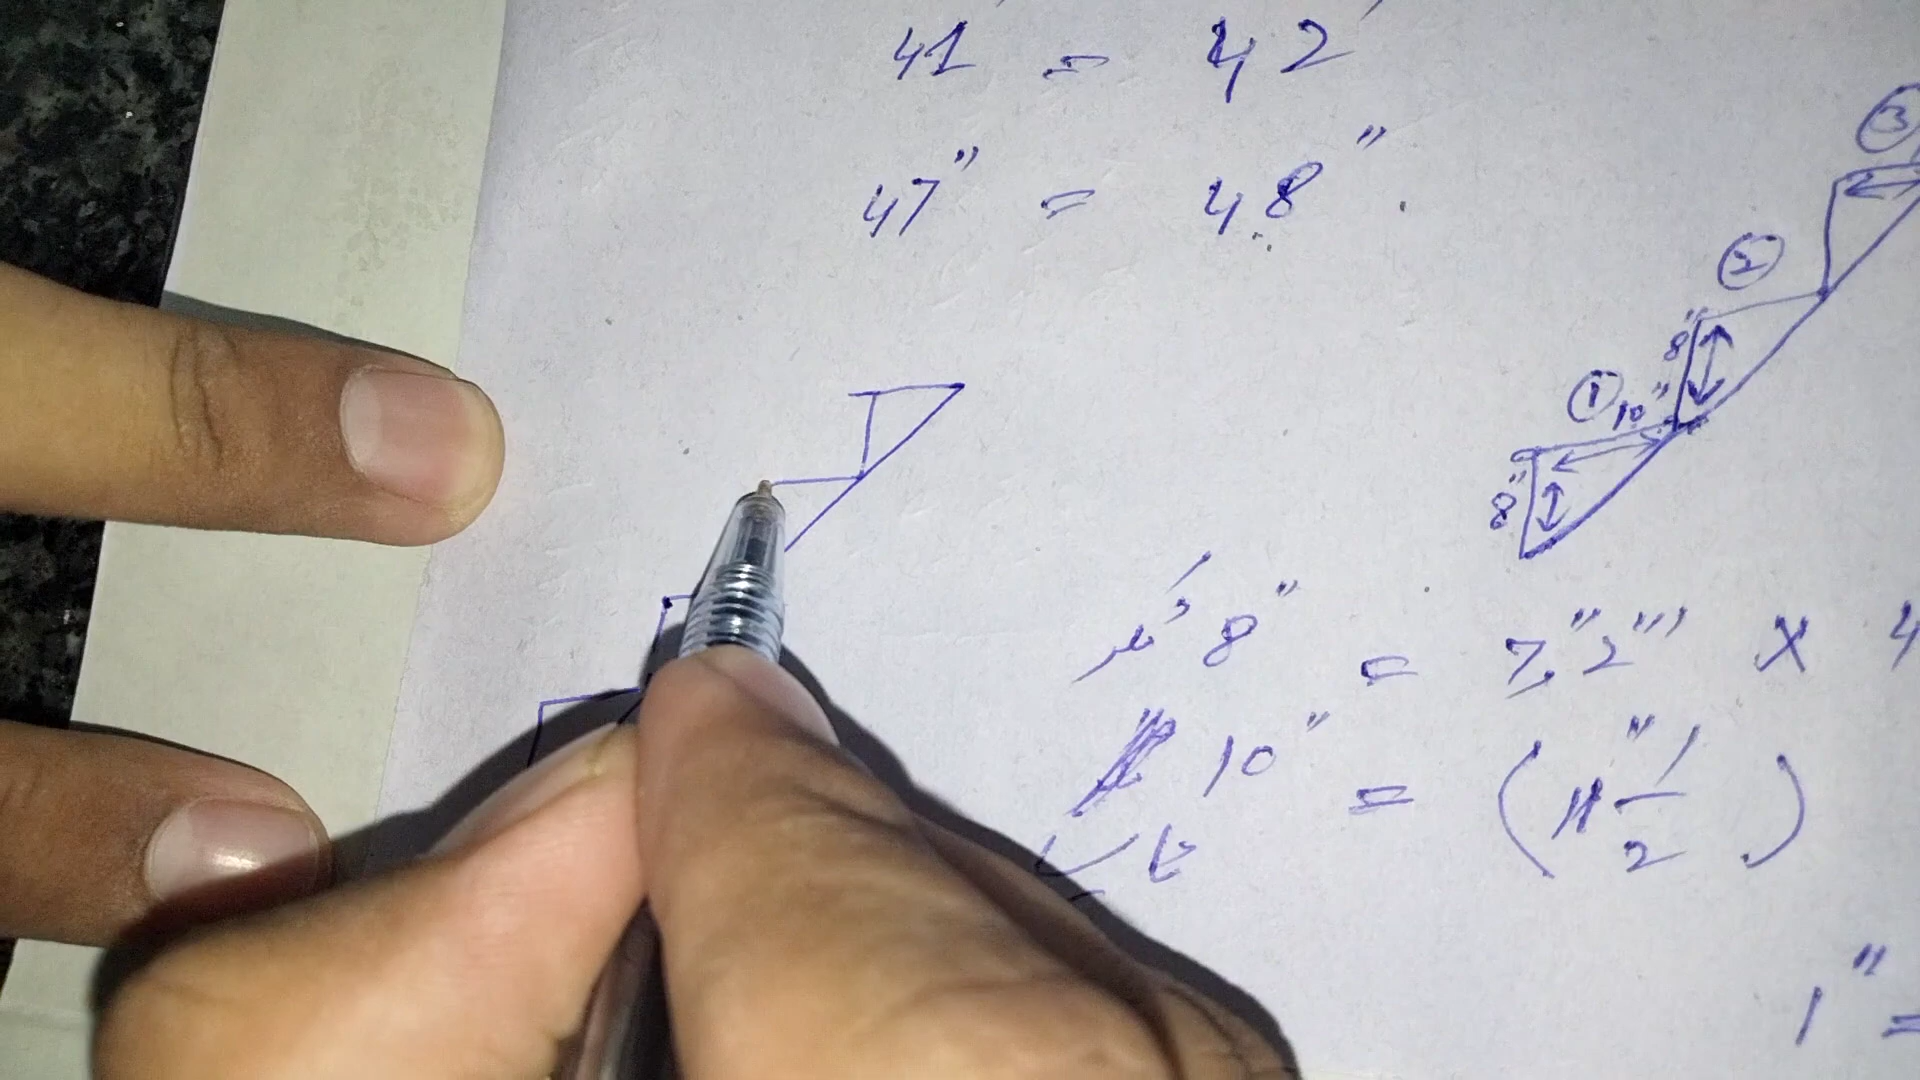 41 = 42
47" = 48"
3
2
8"
1 10"
8"
8" = 7."2"' X 4
10" = (11"1/2)
1" =